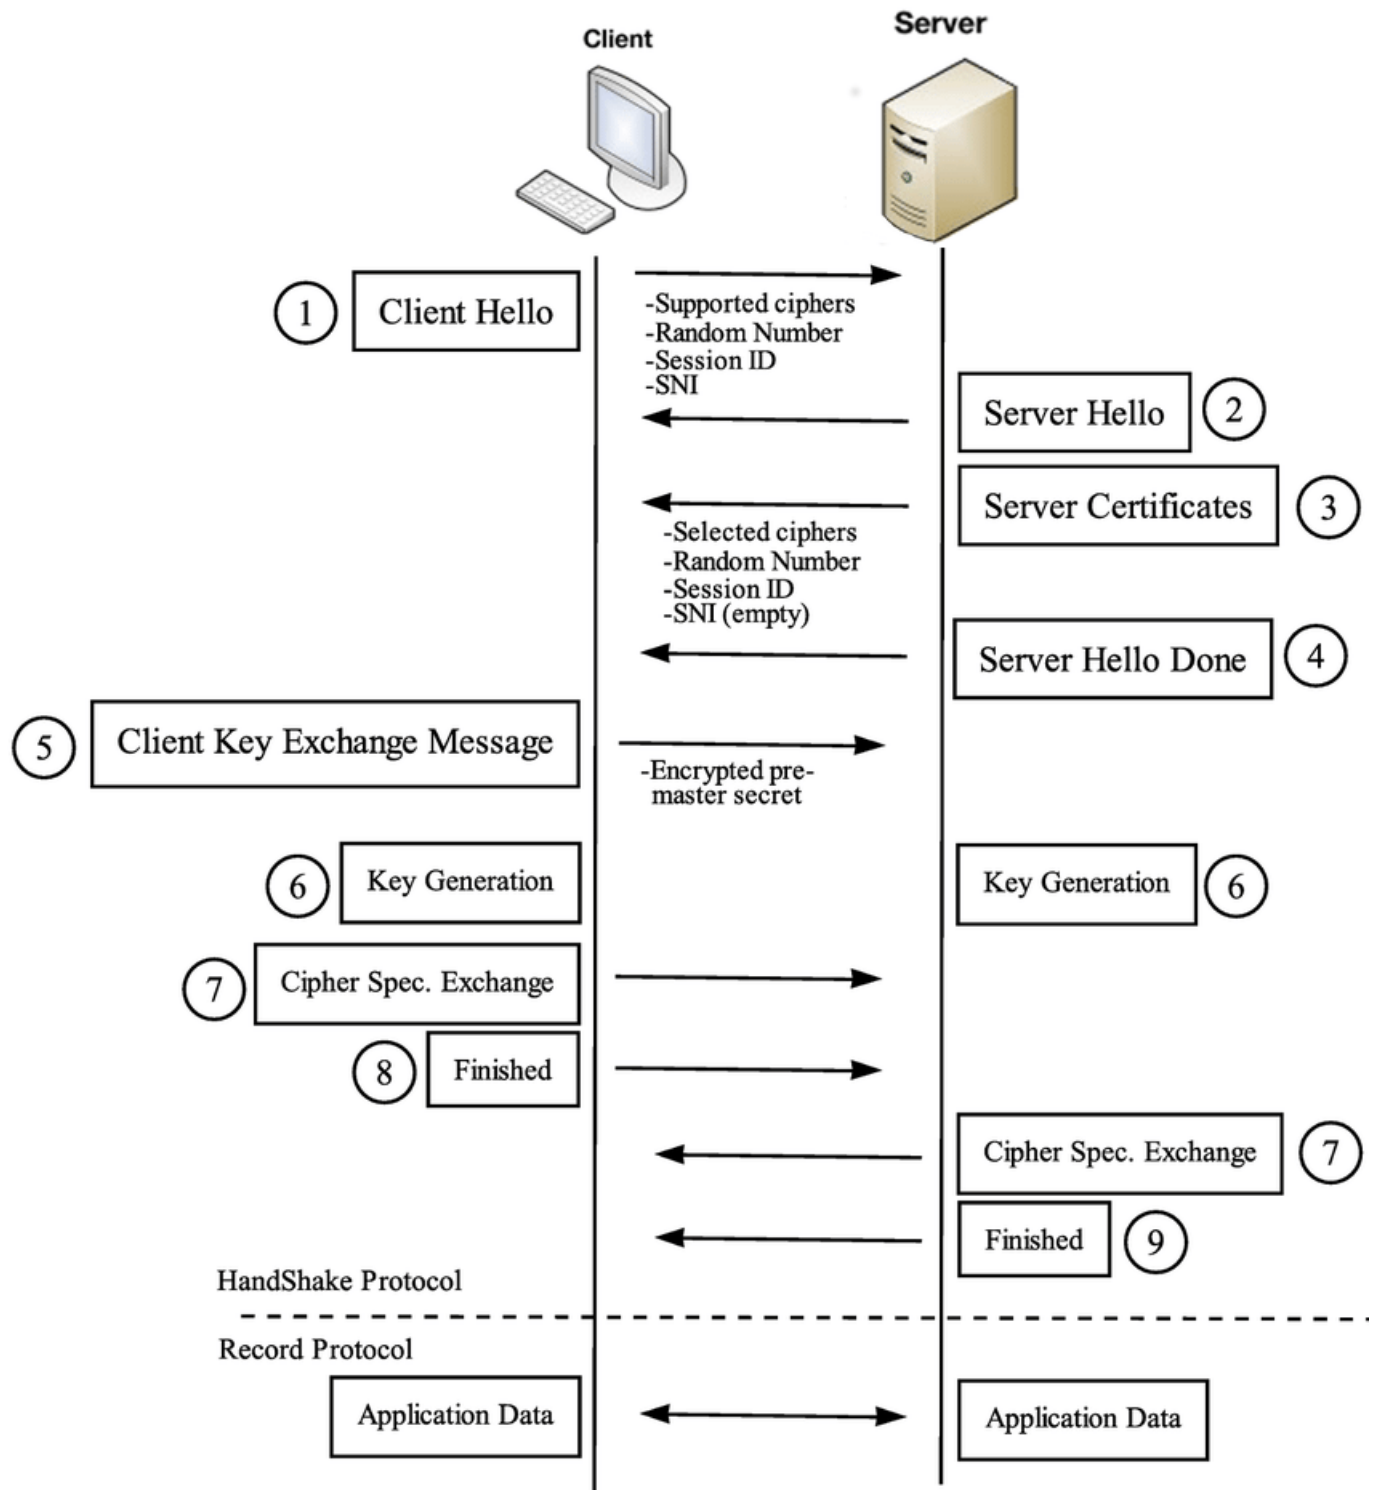 Client
Server
1
Client Hello
-Supported ciphers
-Random Number
-Session ID
-SNI
Server Hello
2
Server Certificates
3
-Selected ciphers
-Random Number
-Session ID
-SNI (empty)
Server Hello Done
4
5
Client Key Exchange Message
-Encrypted pre-
master secret
6
Key Generation
Key Generation
6
7
Cipher Spec. Exchange
8
Finished
Cipher Spec. Exchange
7
Finished
9
HandShake Protocol
Record Protocol
Application Data
Application Data